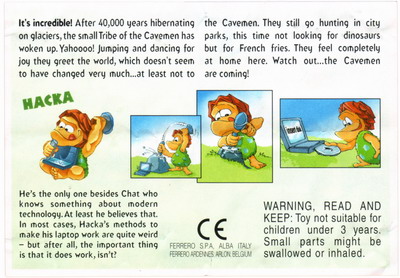 It's incredible! After 40,000 years hibernating
on glaciers, the small Tribe of the Cavemen has
woken up. Yahoooo! Jumping and dancing for
joy they greet the world, which doesn't seem
to have changed very much...at least not to
the Cavemen. They still go hunting in city
parks, this time not looking for dinosaurs
but for French fries. They feel completely
at home here. Watch out...the Cavemen
are coming!
HACKA
He's the only one besides Chat who
knows something about modern
technology. At least he believes that.
In most cases, Hacka's methods to
make his laptop work are quite weird
- but after all, the important thing
is that it does work, isn't?
CE
FERRERO S.P.A. ALBA ITALY
FERRERO ARDENNES ARLON, BELGIUM
WARNING, READ AND
KEEP: Toy not suitable for
children under 3 years.
Small parts might be
swallowed or inhaled.